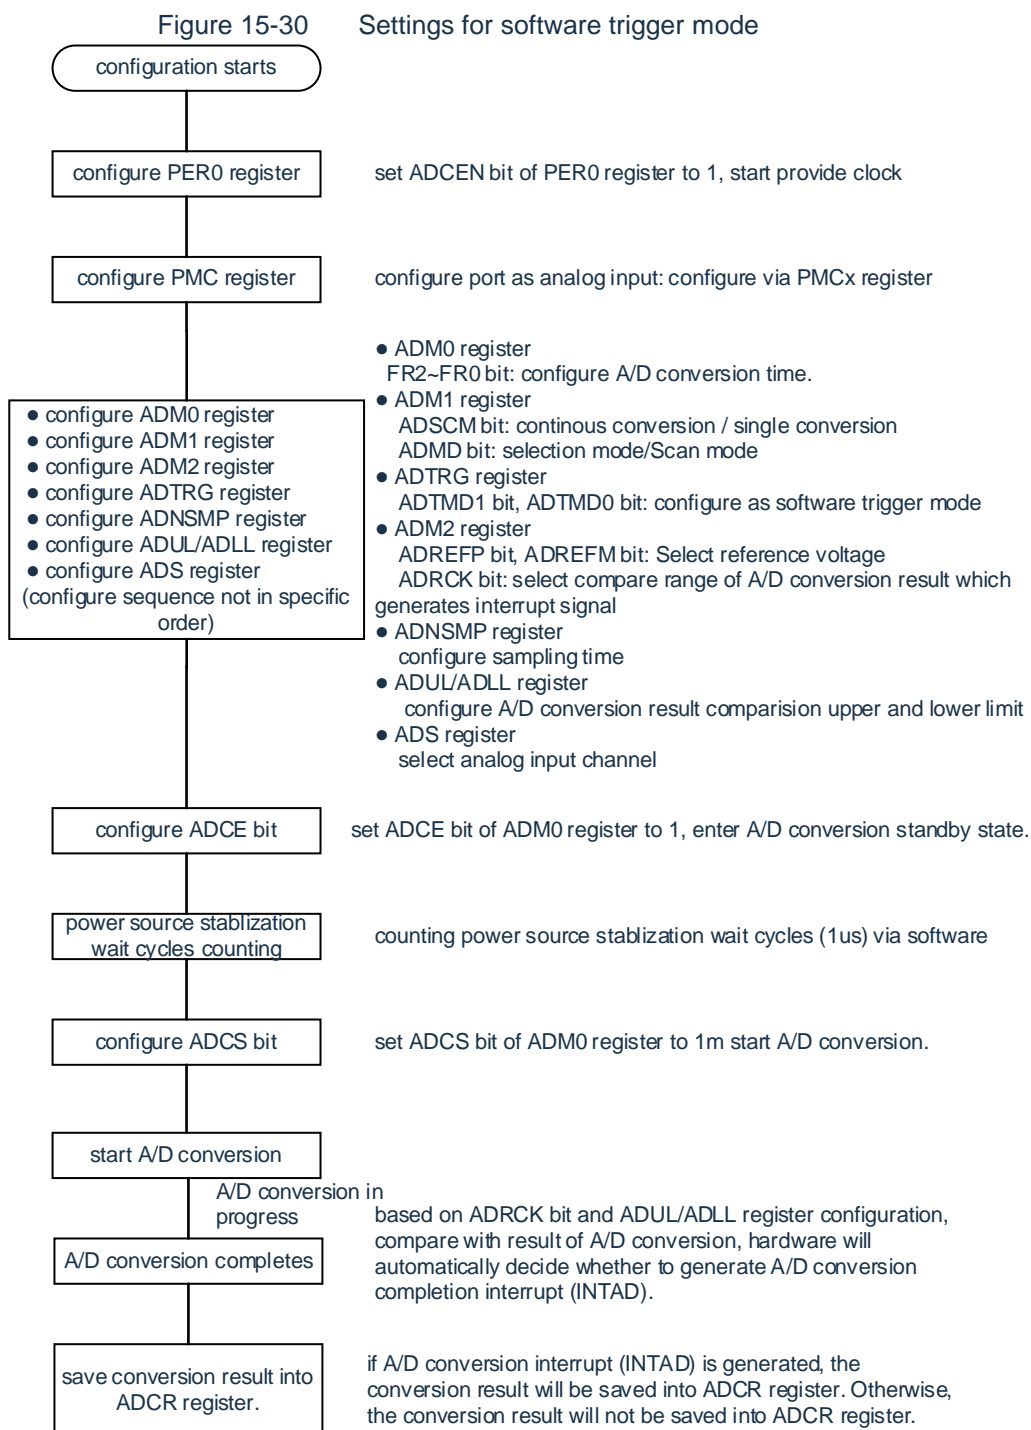 Figure 15-30 Settings for software trigger mode
configuration starts
configure PER0 register
set ADCEN bit of PER0 register to 1, start provide clock
configure PMC register
configure port as analog input: configure via PMCx register
● configure ADM0 register
● configure ADM1 register
● configure ADM2 register
● configure ADTRG register
● configure ADNSMP register
● configure ADUL/ADLL register
● configure ADS register
(configure sequence not in specific
order)
● ADM0 register
FR2~FR0 bit: configure A/D conversion time.
● ADM1 register
ADSCM bit: continous conversion / single conversion
ADMD bit: selection mode/Scan mode
● ADTRG register
ADTMD1 bit, ADTMD0 bit: configure as software trigger mode
● ADM2 register
ADREFP bit, ADREFM bit: Select reference voltage
ADRCK bit: select compare range of A/D conversion result which
generates interrupt signal
● ADNSMP register
configure sampling time
● ADUL/ADLL register
configure A/D conversion result comparision upper and lower limit
● ADS register
select analog input channel
configure ADCE bit
set ADCE bit of ADM0 register to 1, enter A/D conversion standby state.
power source stablization
wait cycles counting
counting power source stablization wait cycles (1us) via software
configure ADCS bit
set ADCS bit of ADM0 register to 1m start A/D conversion.
start A/D conversion
A/D conversion in
progress
A/D conversion completes
based on ADRCK bit and ADUL/ADLL register configuration,
compare with result of A/D conversion, hardware will
automatically decide whether to generate A/D conversion
completion interrupt (INTAD).
save conversion result into
ADCR register.
if A/D conversion interrupt (INTAD) is generated, the
conversion result will be saved into ADCR register. Otherwise,
the conversion result will not be saved into ADCR register.